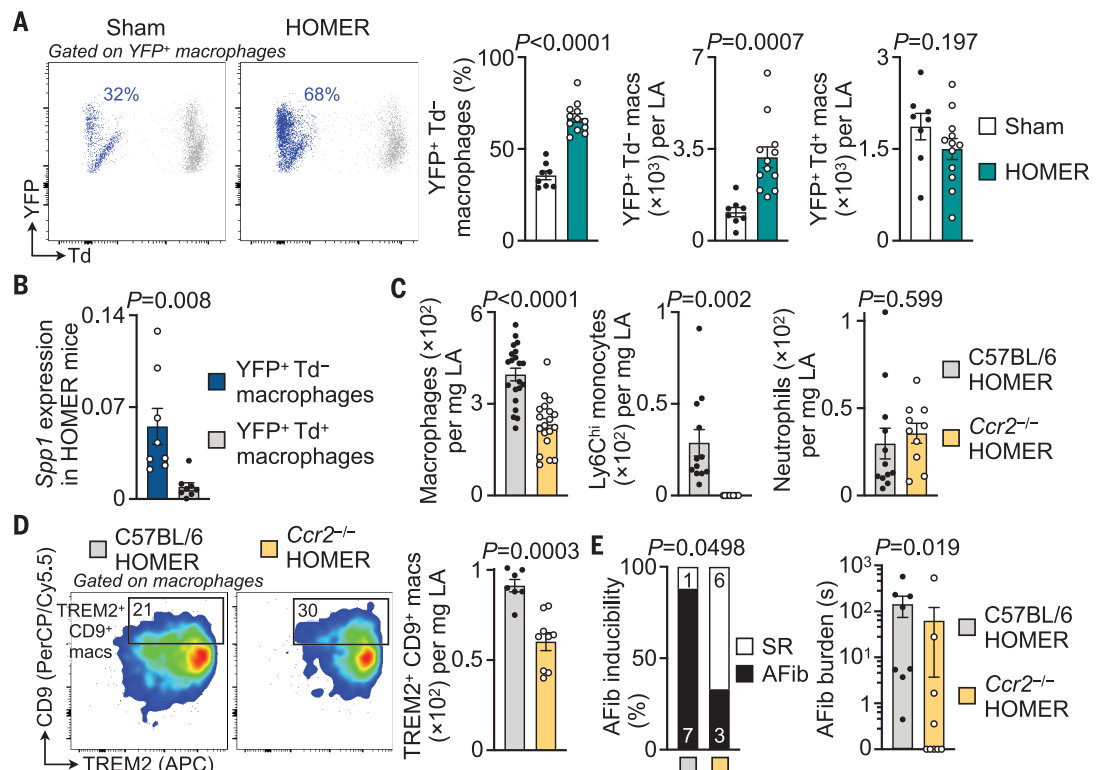 A
Sham
HOMER
Gated on YFP⁺ macrophages
32%
68%
YFP
Td
P<0.0001
YFP⁺ Td⁻
macrophages (%)
100
50
0
P=0.0007
YFP⁺ Td⁻ macs
(×10³) per LA
7
3.5
0
P=0.197
YFP⁺ Td⁺ macs
(×10³) per LA
3
1.5
0
Sham
HOMER
B
P=0.008
Spp1 expression
in HOMER mice
0.14
0.07
0
YFP⁺ Td⁻
macrophages
YFP⁺ Td⁺
macrophages
C
P<0.0001
Macrophages (×10²)
per mg LA
6
3
0
P=0.002
Ly6Cʰⁱ monocytes
(×10²) per mg LA
1
0.5
0
P=0.599
Neutrophils (×10²)
per mg LA
1
0.5
0
C57BL/6
HOMER
Ccr2⁻/⁻
HOMER
D
C57BL/6
HOMER
Ccr2⁻/⁻
HOMER
Gated on macrophages
TREM2⁺
CD9⁺
macs
21
30
CD9 (PerCP/Cy5.5)
TREM2 (APC)
P=0.0003
TREM2⁺ CD9⁺ macs
(×10²) per mg LA
1
0.5
0
E
P=0.0498
AFib inducibility
(%)
100
50
0
1
6
7
3
SR
AFib
P=0.019
AFib burden (s)
10³
10²
10¹
1
0
C57BL/6
HOMER
Ccr2⁻/⁻
HOMER